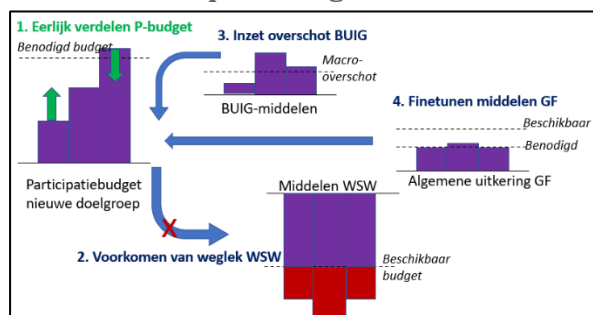 1. Eerlijk verdelen P-budget
Benodigd budget
Participatiebudget
nieuwe doelgroep
3. Inzet overschot BUIG
Macro-
overschot
BUIG-middelen
4. Finetunen middelen GF
Beschikbaar
Benodigd
Algemene uitkering GF
Middelen WSW
X
2. Voorkomen van weglek WSW
Beschikbaar
budget